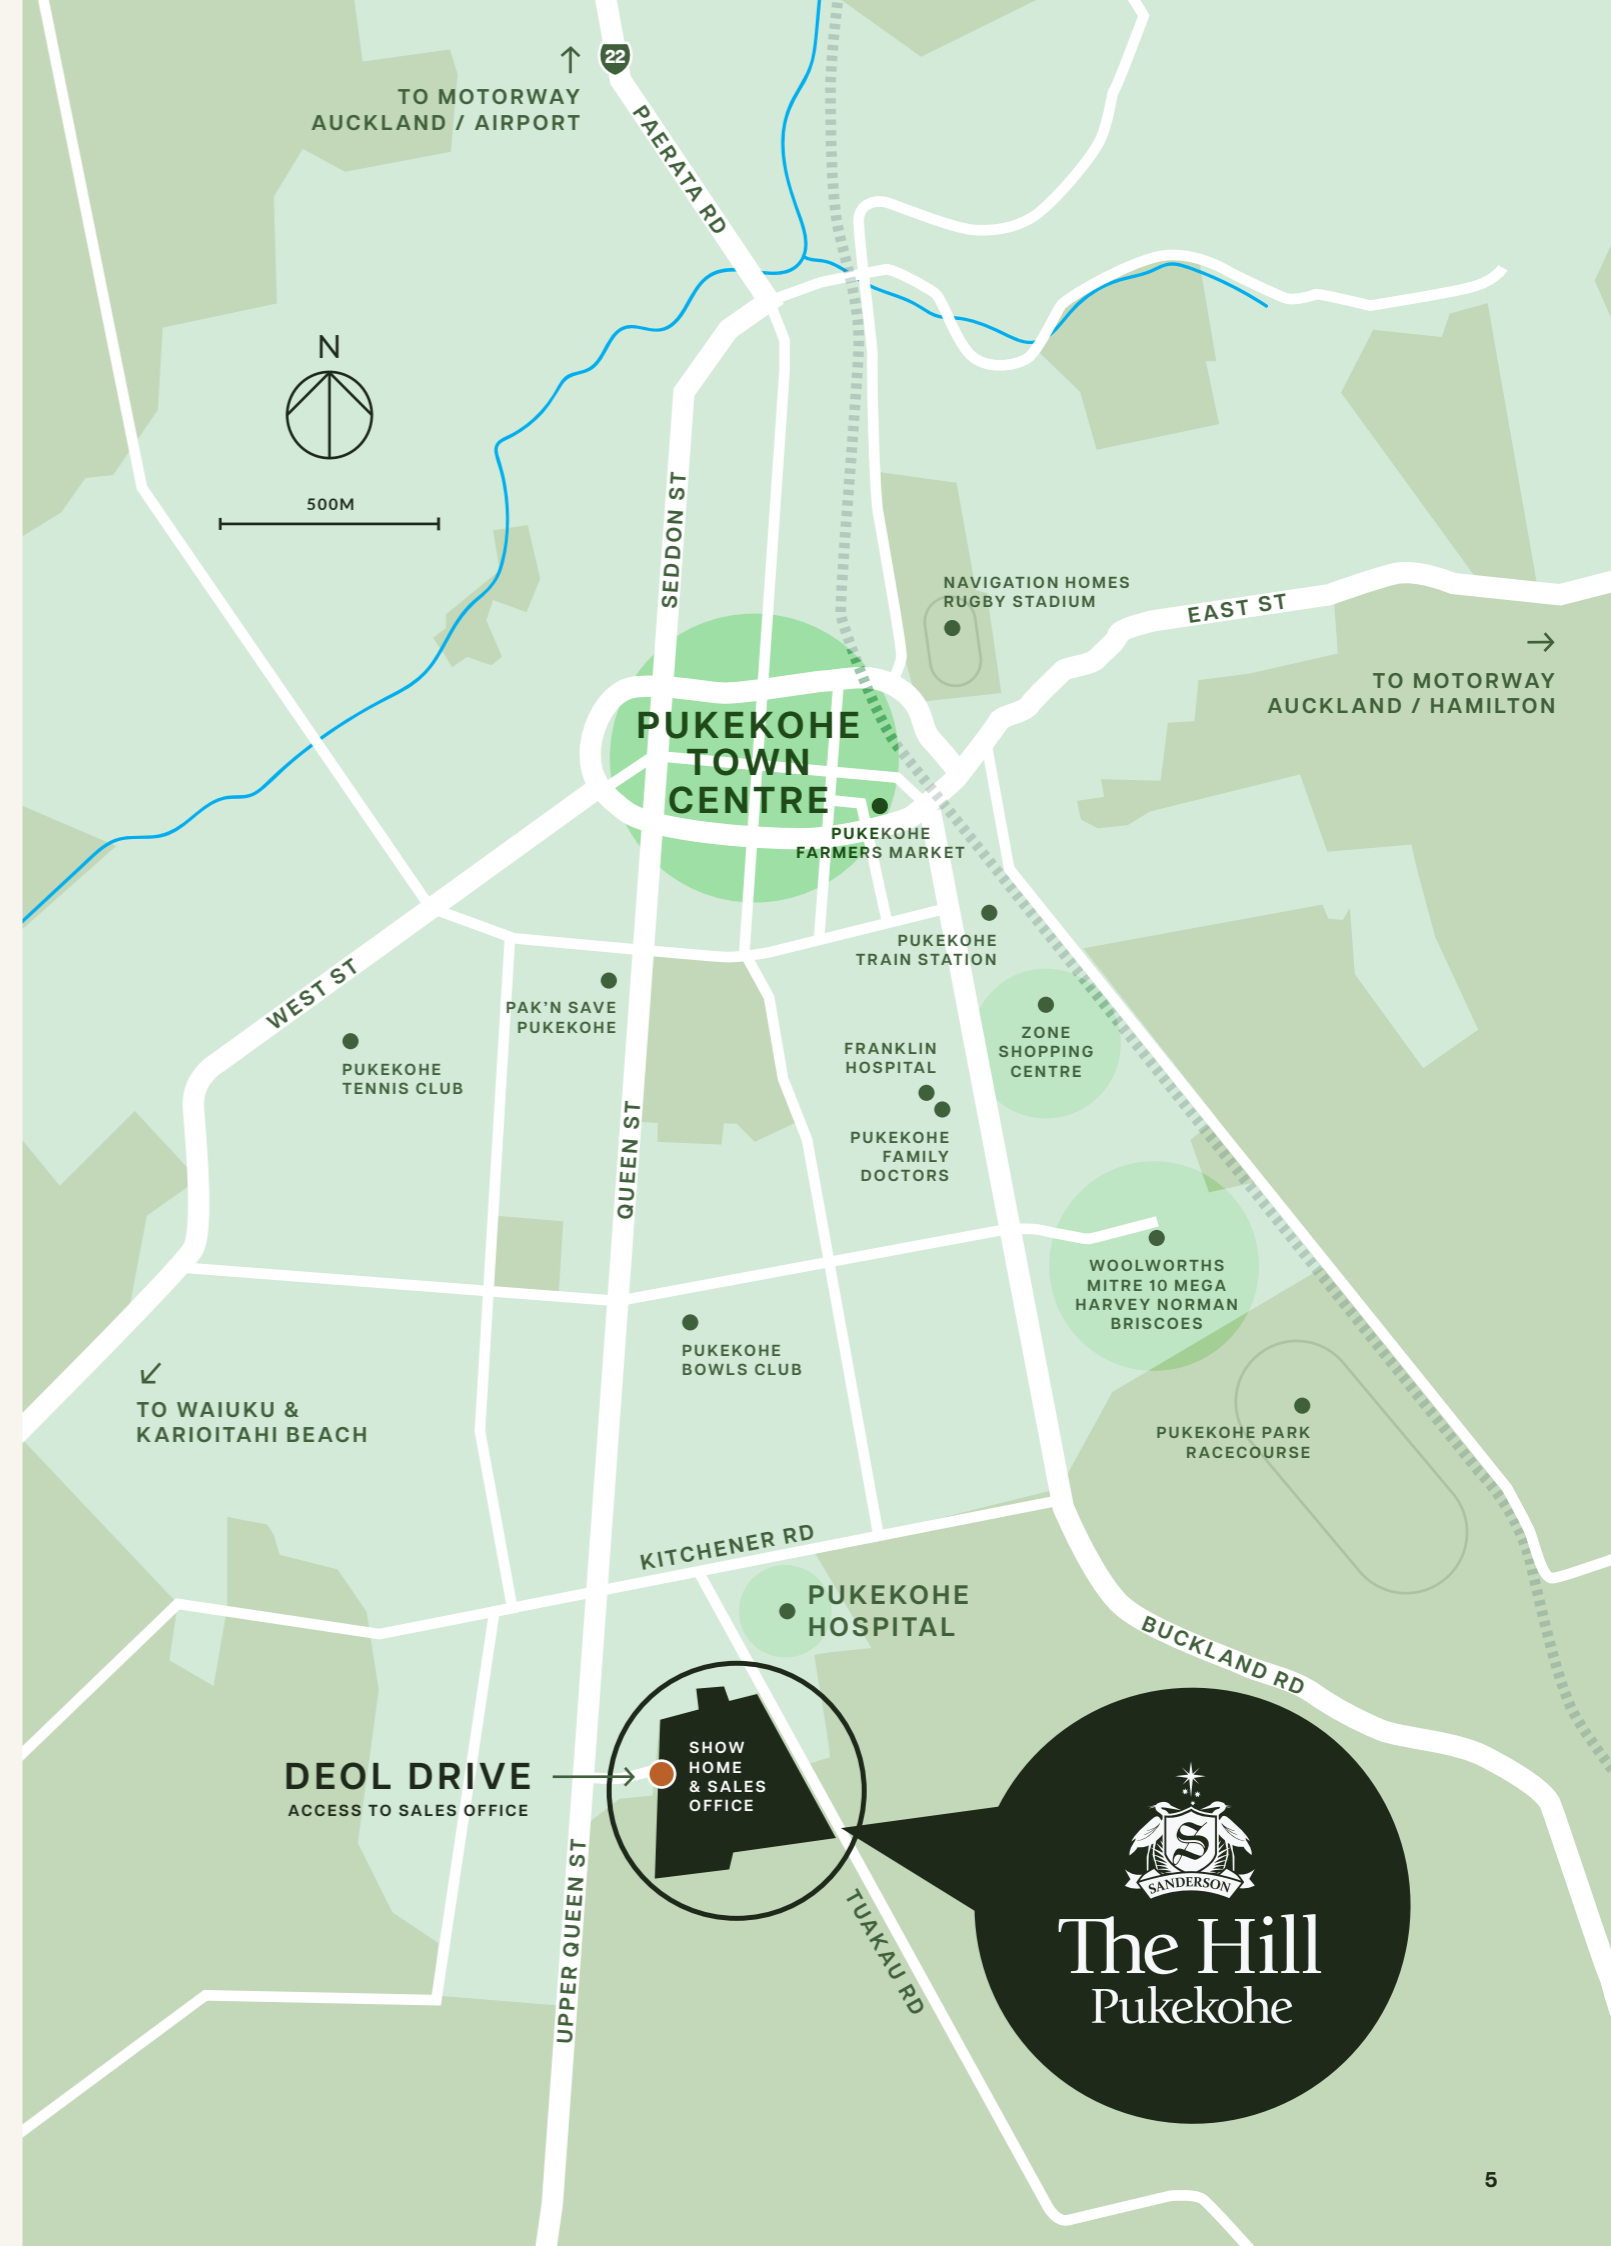 22
TO MOTORWAY
AUCKLAND / AIRPORT
PAERATA RD
N
500M
SEDDON ST
NAVIGATION HOMES
RUGBY STADIUM
EAST ST
TO MOTORWAY
AUCKLAND / HAMILTON
PUKEKOHE
TOWN
CENTRE
PUKEKOHE
FARMERS MARKET
PUKEKOHE
TRAIN STATION
WEST ST
PAK'N SAVE
PUKEKOHE
PUKEKOHE
TENNIS CLUB
ZONE
SHOPPING
CENTRE
FRANKLIN
HOSPITAL
PUKEKOHE
FAMILY
DOCTORS
QUEEN ST
WOOLWORTHS
MITRE 10 MEGA
HARVEY NORMAN
BRISCOES
PUKEKOHE
BOWLS CLUB
TO WAIUKU &
KARIOITAHI BEACH
PUKEKOHE PARK
RACECOURSE
KITCHENER RD
PUKEKOHE
HOSPITAL
BUCKLAND RD
SHOW
HOME
& SALES
OFFICE
DEOL DRIVE
ACCESS TO SALES OFFICE
UPPER QUEEN ST
TUAKAU RD
S
SANDERSON
The Hill
Pukekohe
5